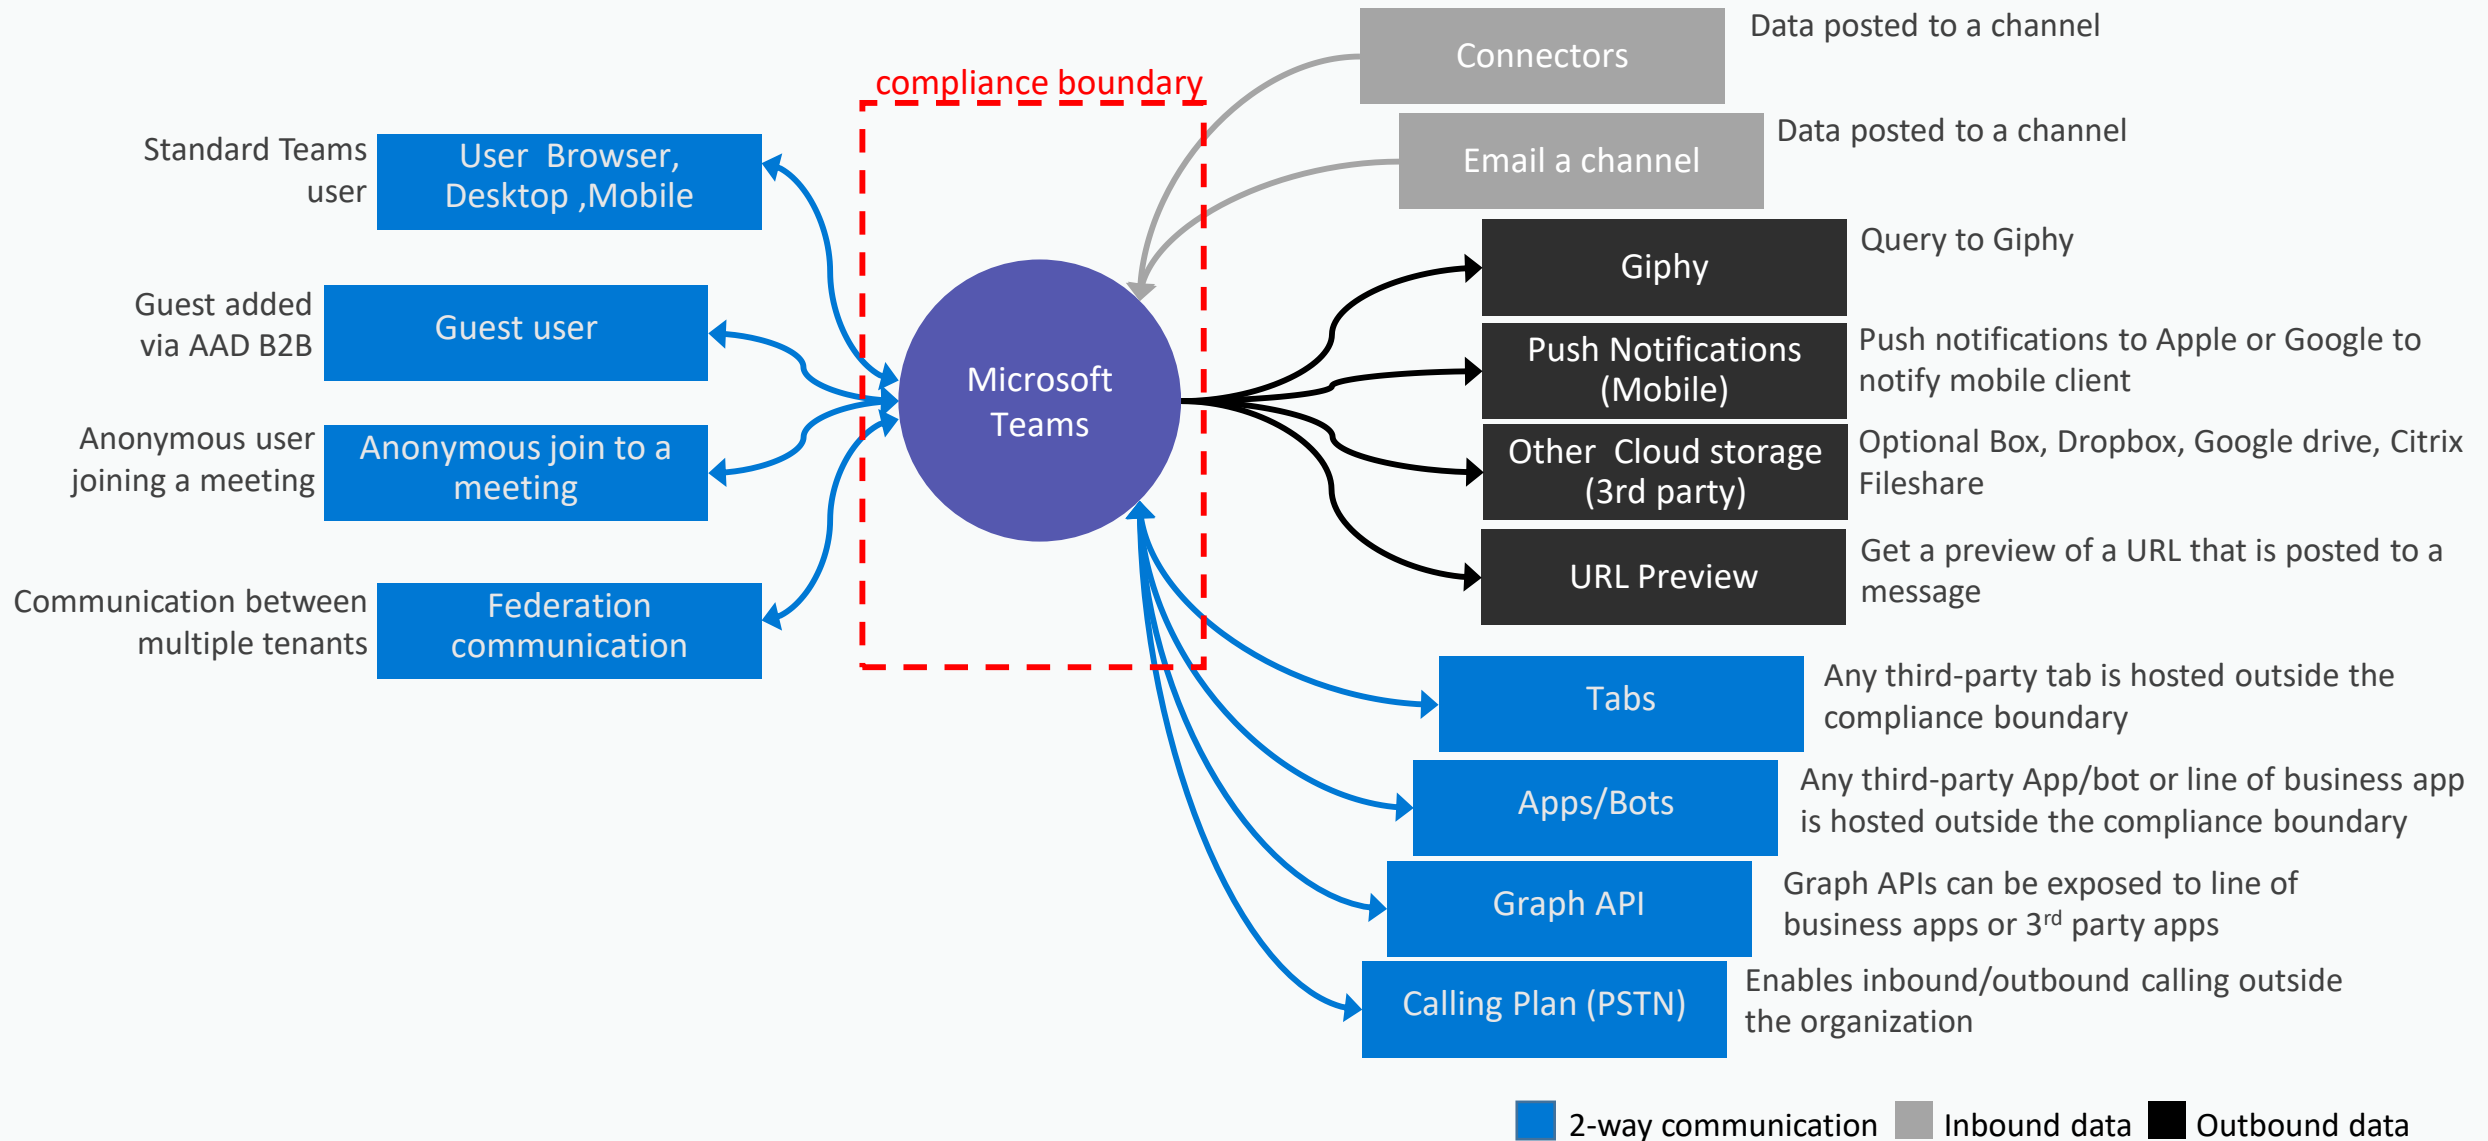 compliance boundary
Standard Teams
user
User  Browser,
Desktop ,Mobile
Guest added
via AAD B2B
Guest user
Anonymous user
joining a meeting
Anonymous join to a
meeting
Communication between
multiple tenants
Federation
communication
Microsoft
Teams
Connectors
Data posted to a channel
Email a channel
Data posted to a channel
Giphy
Query to Giphy
Push Notifications
(Mobile)
Push notifications to Apple or Google to
notify mobile client
Other  Cloud storage
(3rd party)
Optional Box, Dropbox, Google drive, Citrix
Fileshare
URL Preview
Get a preview of a URL that is posted to a
message
Tabs
Any third-party tab is hosted outside the
compliance boundary
Apps/Bots
Any third-party App/bot or line of business app
is hosted outside the compliance boundary
Graph API
Graph APIs can be exposed to line of
business apps or 3rd party apps
Calling Plan (PSTN)
Enables inbound/outbound calling outside
the organization
2-way communication
Inbound data
Outbound data